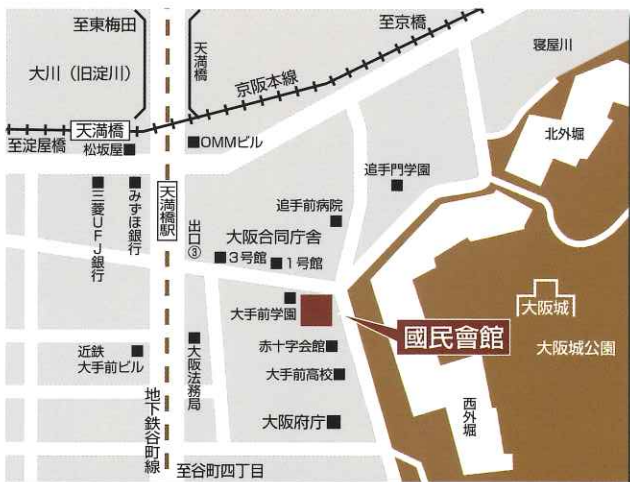 至東梅田
大川（旧淀川）
天満橋
至京橋
京阪本線
寝屋川
天満橋
至淀屋橋
松坂屋
OMMビル
北外堀
三菱UFJ銀行
みずほ銀行
天満橋駅
出口③
追手門学園
追手前病院
大阪合同庁舎
3号館
1号館
大手前学園
國民會館
大阪城
大阪城公園
赤十字会館
近鉄
大手前ビル
大阪法務局
大手前高校
地下鉄谷町線
大阪府庁
西外堀
至谷町四丁目